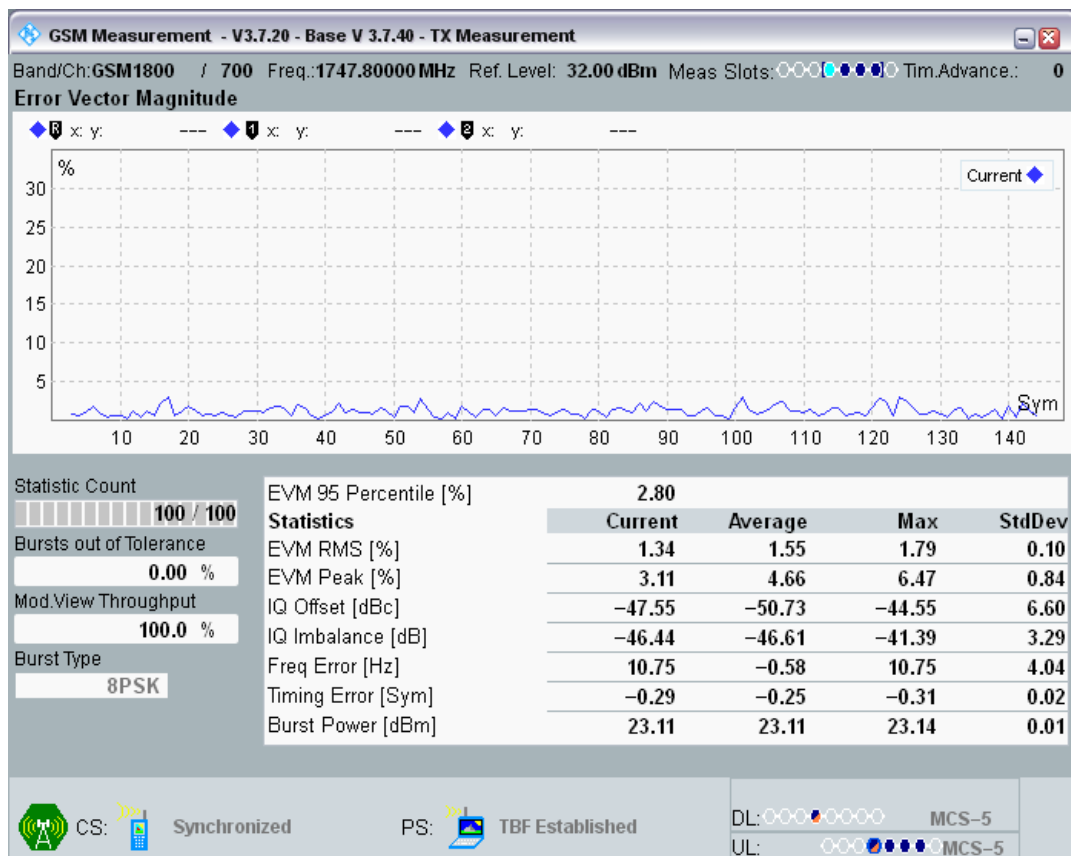 GSM Measurement - V3.7.20 - Base V 3.7.40 - TX Measurement
Band/Ch:GSM1800 / 700 Freq.:1747.80000 MHz Ref. Level: 32.00 dBm Meas Slots: Tim.Advance.: 0
Error Vector Magnitude
R x: y: --- 1 x: y: --- 2 x: y: ---
%
Current
30
25
20
15
10
5
Sym
10 20 30 40 50 60 70 80 90 100 110 120 130 140
Statistic Count
100 / 100
Bursts out of Tolerance
0.00 %
Mod.View Throughput
100.0 %
Burst Type
8PSK
EVM 95 Percentile [%] 2.80
Statistics Current Average Max StdDev
EVM RMS [%] 1.34 1.55 1.79 0.10
EVM Peak [%] 3.11 4.66 6.47 0.84
IQ Offset [dBc] −47.55 −50.73 −44.55 6.60
IQ Imbalance [dB] −46.44 −46.61 −41.39 3.29
Freq Error [Hz] 10.75 −0.58 10.75 4.04
Timing Error [Sym] −0.29 −0.25 −0.31 0.02
Burst Power [dBm] 23.11 23.11 23.14 0.01
CS: Synchronized PS: TBF Established
DL: MCS−5
UL: MCS−5